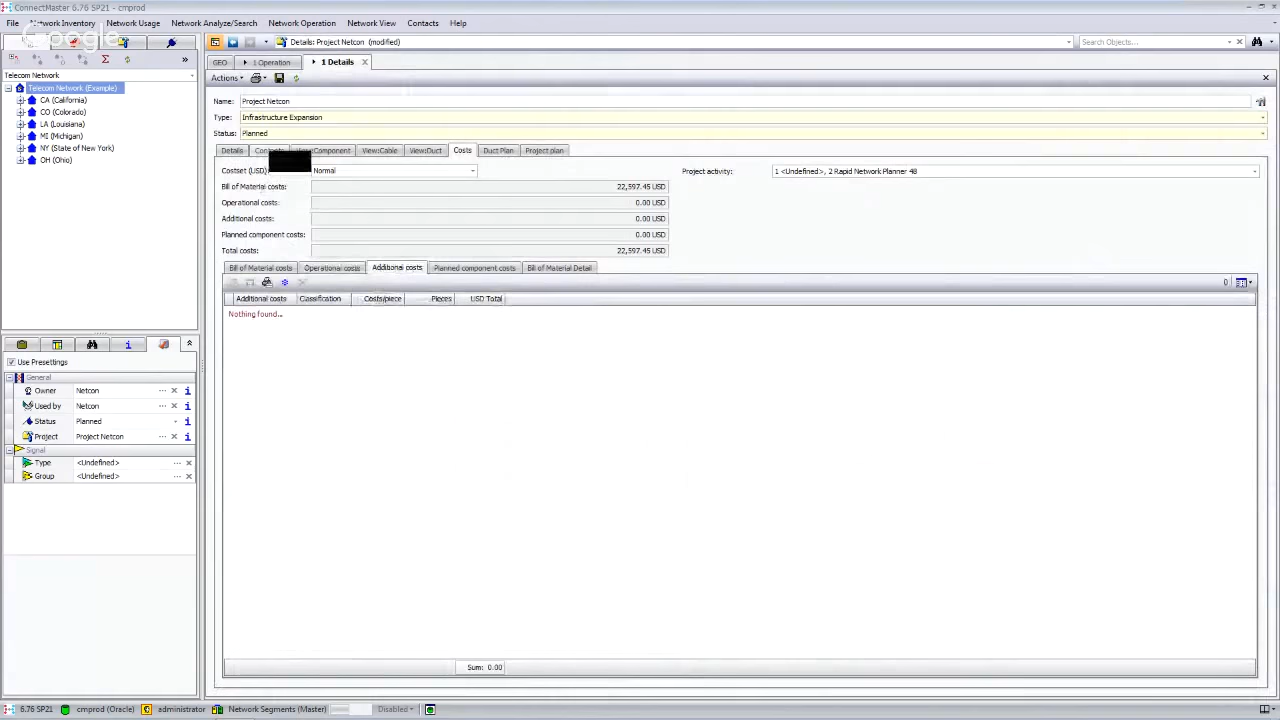 ConnectMaster 6.76 SP21 - cmprod
File Network Inventory Network Usage Network Analyze/Search Network Operation Network View Contacts Help
Google
Details: Project Netcon (modified)
Search Objects...
GEO 1 Operation 1 Details
Telecom Network
Actions
Telecom Network (Example)
CA (California)
CO (Colorado)
LA (Louisiana)
MI (Michigan)
NY (State of New York)
OH (Ohio)
Name: Project Netcon
Type: Infrastructure Expansion
Status: Planned
Details View:Cable View:Duct Costs Duct Plan Project plan
Costset (USD): Normal
Project activity: 1 <Undefined>, 2 Rapid Network Planner 48
Bill of Material costs: 22,597.45 USD
Operational costs: 0.00 USD
Additional costs: 0.00 USD
Planned component costs: 0.00 USD
Total costs: 22,597.45 USD
Bill of Material costs Operational costs Additional costs Planned component costs Bill of Material Detail
0
Additional costs Classification Costs/piece Pieces USD Total
Nothing found...
Use Presettings
General
Owner Netcon
Used by Netcon
Status Planned
Project Project Netcon
Signal
Type <Undefined>
Group <Undefined>
Sum: 0.00
6.76 SP21 cmprod (Oracle) administrator Network Segments (Master) Disabled